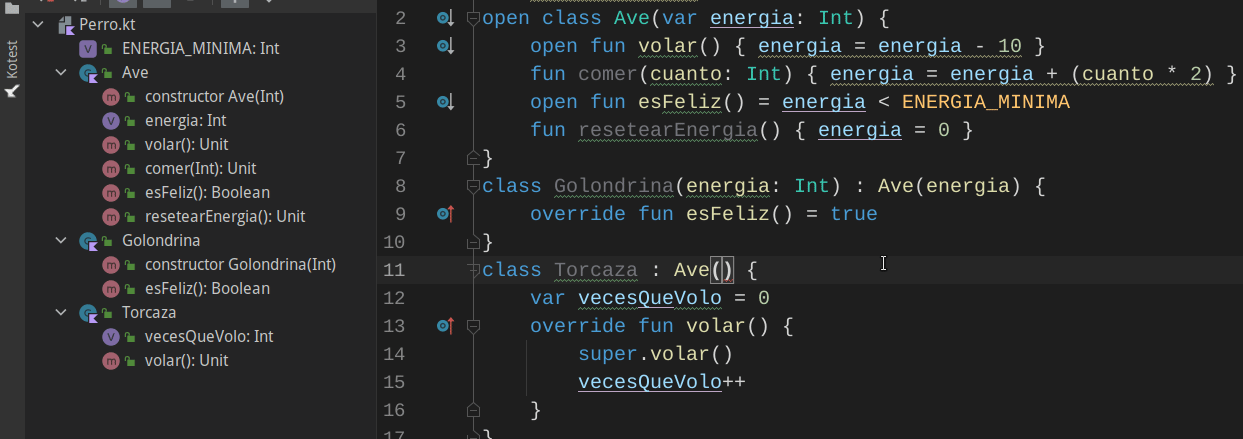 Kotest
Perro.kt
ENERGIA_MINIMA: Int
Ave
constructor Ave(Int)
energia: Int
volar(): Unit
comer(Int): Unit
esFeliz(): Boolean
resetearEnergia(): Unit
Golondrina
constructor Golondrina(Int)
esFeliz(): Boolean
Torcaza
vecesQueVolo: Int
volar(): Unit
2 open class Ave(var energia: Int) {
3 open fun volar() { energia = energia - 10 }
4 fun comer(cuanto: Int) { energia = energia + (cuanto * 2) }
5 open fun esFeliz() = energia < ENERGIA_MINIMA
6 fun resetearEnergia() { energia = 0 }
7 }
8 class Golondrina(energia: Int) : Ave(energia) {
9 override fun esFeliz() = true
10 }
11 class Torcaza : Ave() {
12 var vecesQueVolo = 0
13 override fun volar() {
14 super.volar()
15 vecesQueVolo++
16 }
17 }